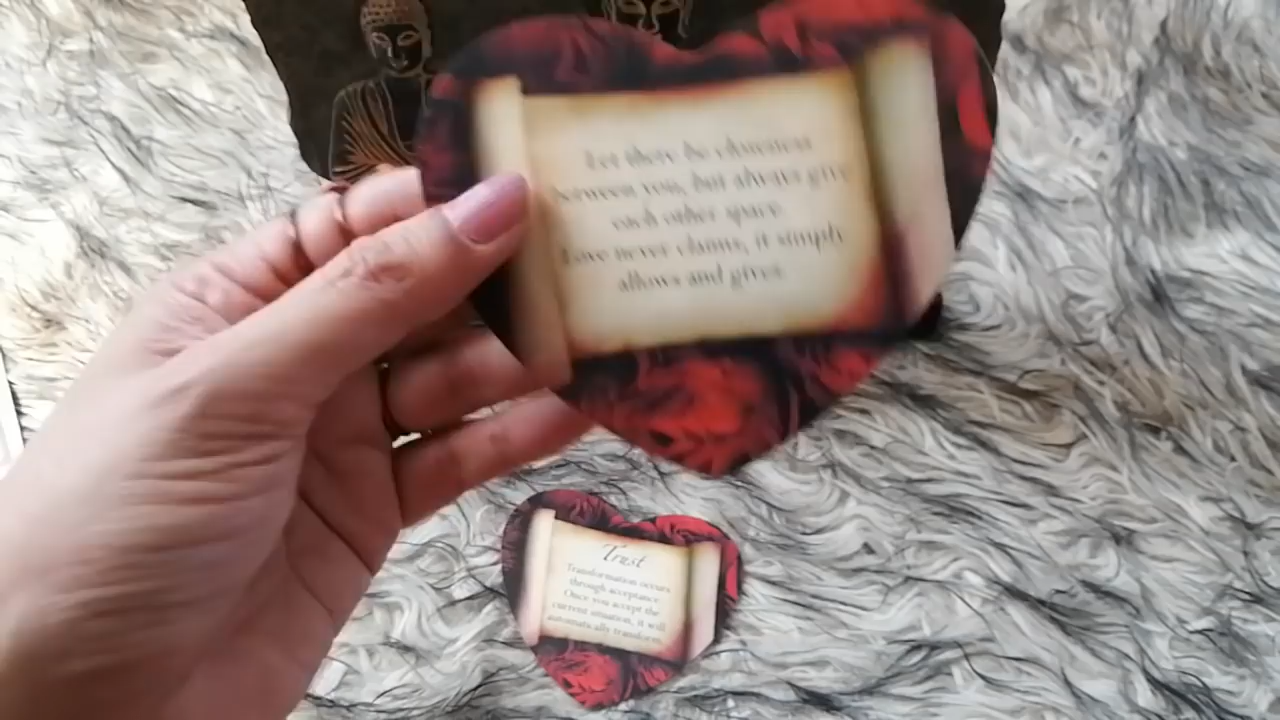 Let there be closeness
between you, but always give
each other space.
Love never claims, it simply
allows and gives.
Trust
Transformation occurs
through acceptance
Once you accept the
current situation, it will
automatically transform.